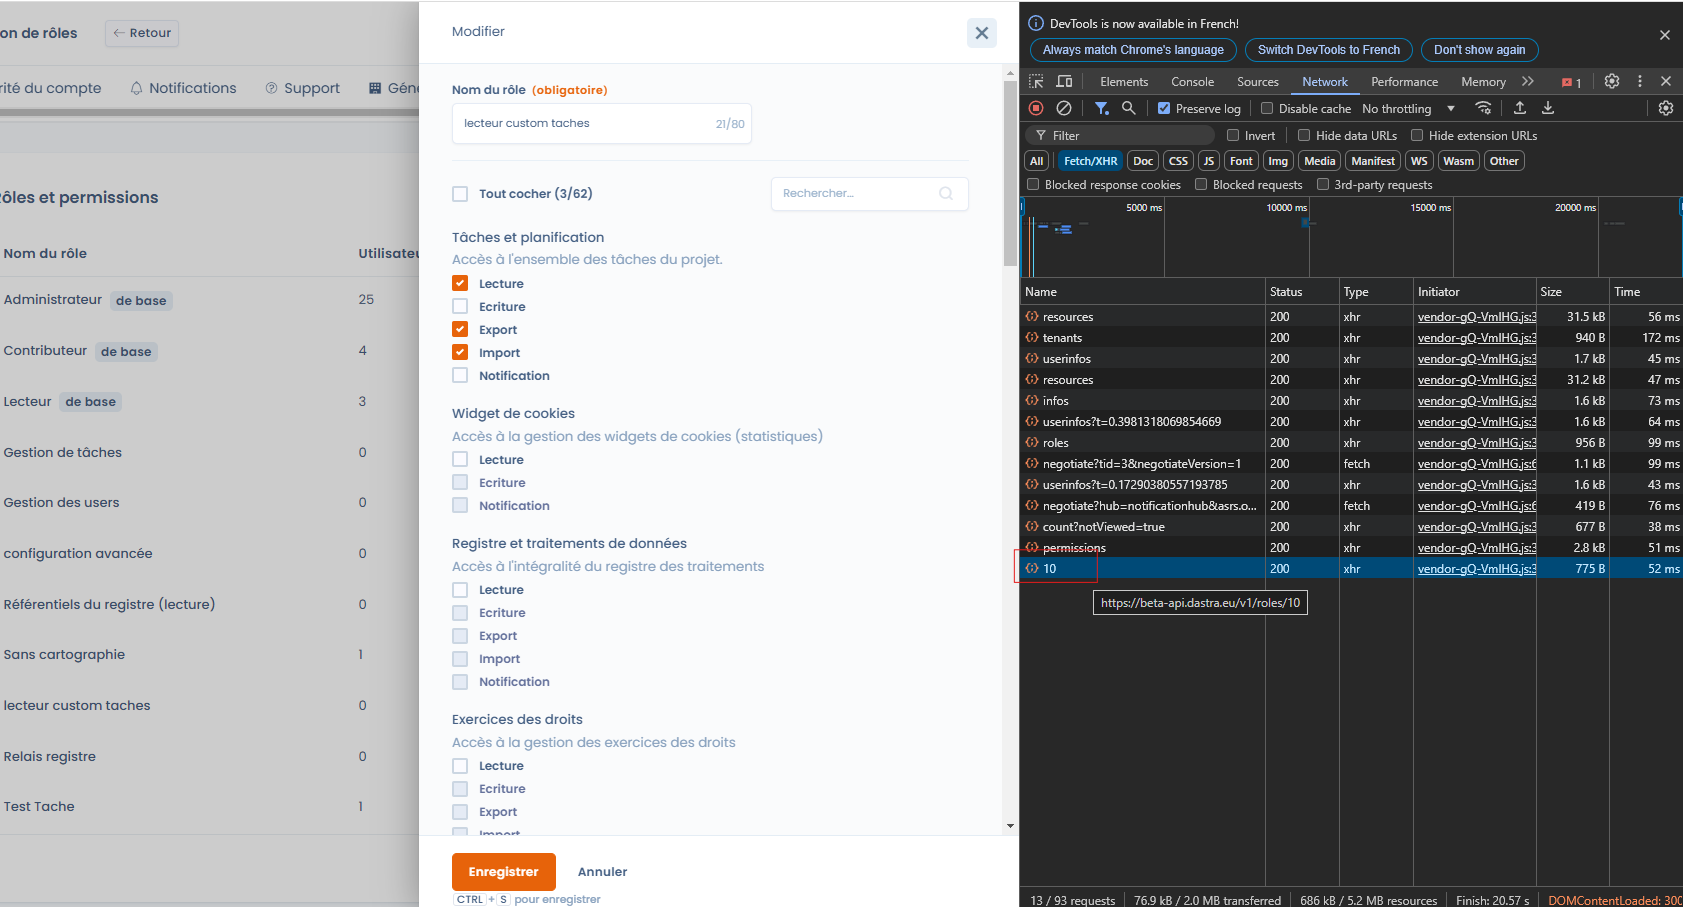 on de rôles
← Retour
rité du compte
Notifications
Support
Géné
ôles et permissions
Nom du rôle
Utilisateu
Administrateur de base 25
Contributeur de base 4
Lecteur de base 3
Gestion de tâches 0
Gestion des users 0
configuration avancée 0
Référentiels du registre (lecture) 0
Sans cartographie 1
lecteur custom taches 0
Relais registre 0
Test Tache 1
Modifier
Nom du rôle (obligatoire)
lecteur custom taches 21/80
Tout cocher (3/62)
Rechercher...
Tâches et planification
Accès à l'ensemble des tâches du projet.
Lecture
Ecriture
Export
Import
Notification
Widget de cookies
Accès à la gestion des widgets de cookies (statistiques)
Lecture
Ecriture
Notification
Registre et traitements de données
Accès à l'intégralité du registre des traitements
Lecture
Ecriture
Export
Import
Notification
Exercices des droits
Accès à la gestion des exercices des droits
Lecture
Ecriture
Export
Import
Enregistrer
Annuler
CTRL + S pour enregistrer
DevTools is now available in French!
Always match Chrome's language
Switch DevTools to French
Don't show again
Elements Console Sources Network Performance Memory 1
Preserve log Disable cache No throttling
Filter Invert Hide data URLs Hide extension URLs
All Fetch/XHR Doc CSS JS Font Img Media Manifest WS Wasm Other
Blocked response cookies Blocked requests 3rd-party requests
5000 ms 10000 ms 15000 ms 20000 ms
Name Status Type Initiator Size Time
resources 200 xhr vendor-gQ-VmIHG.js:3 31.5 kB 56 ms
tenants 200 xhr vendor-gQ-VmIHG.js:3 940 B 172 ms
userinfos 200 xhr vendor-gQ-VmIHG.js:3 1.7 kB 45 ms
resources 200 xhr vendor-gQ-VmIHG.js:3 31.2 kB 47 ms
infos 200 xhr vendor-gQ-VmIHG.js:3 1.6 kB 73 ms
userinfos?t=0.3981318069854669 200 xhr vendor-gQ-VmIHG.js:3 1.6 kB 64 ms
roles 200 xhr vendor-gQ-VmIHG.js:3 956 B 99 ms
negotiate?tid=3&negotiateVersion=1 200 fetch vendor-gQ-VmIHG.js:6 1.1 kB 99 ms
userinfos?t=0.17290380557193785 200 xhr vendor-gQ-VmIHG.js:3 1.6 kB 43 ms
negotiate?hub=notificationhub&asrs.o... 200 fetch vendor-gQ-VmIHG.js:6 419 B 76 ms
count?notViewed=true 200 xhr vendor-gQ-VmIHG.js:3 677 B 38 ms
permissions 200 xhr vendor-gQ-VmIHG.js:3 2.8 kB 51 ms
10 200 xhr vendor-gQ-VmIHG.js:3 775 B 52 ms
https://beta-api.dastra.eu/v1/roles/10
13 / 93 requests 76.9 kB / 2.0 MB transferred 686 kB / 5.2 MB resources Finish: 20.57 s DOMContentLoaded: 300